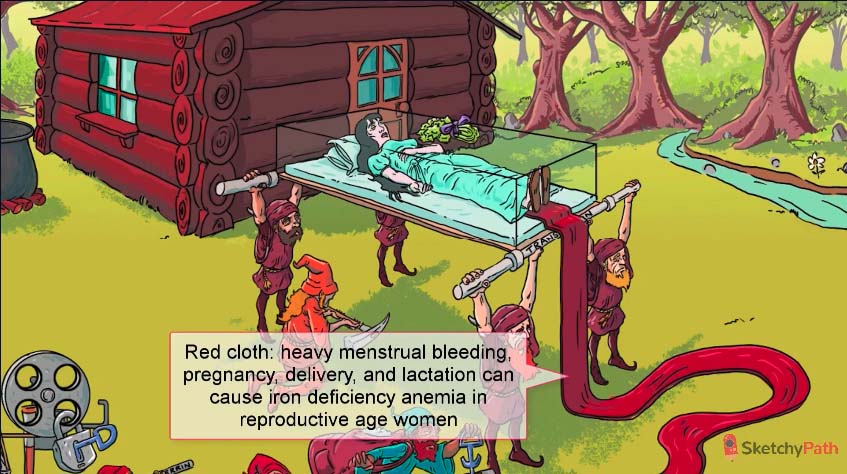 Red cloth: heavy menstrual bleeding,
pregnancy, delivery, and lactation can
cause iron deficiency anemia in
reproductive age women
SketchyPath